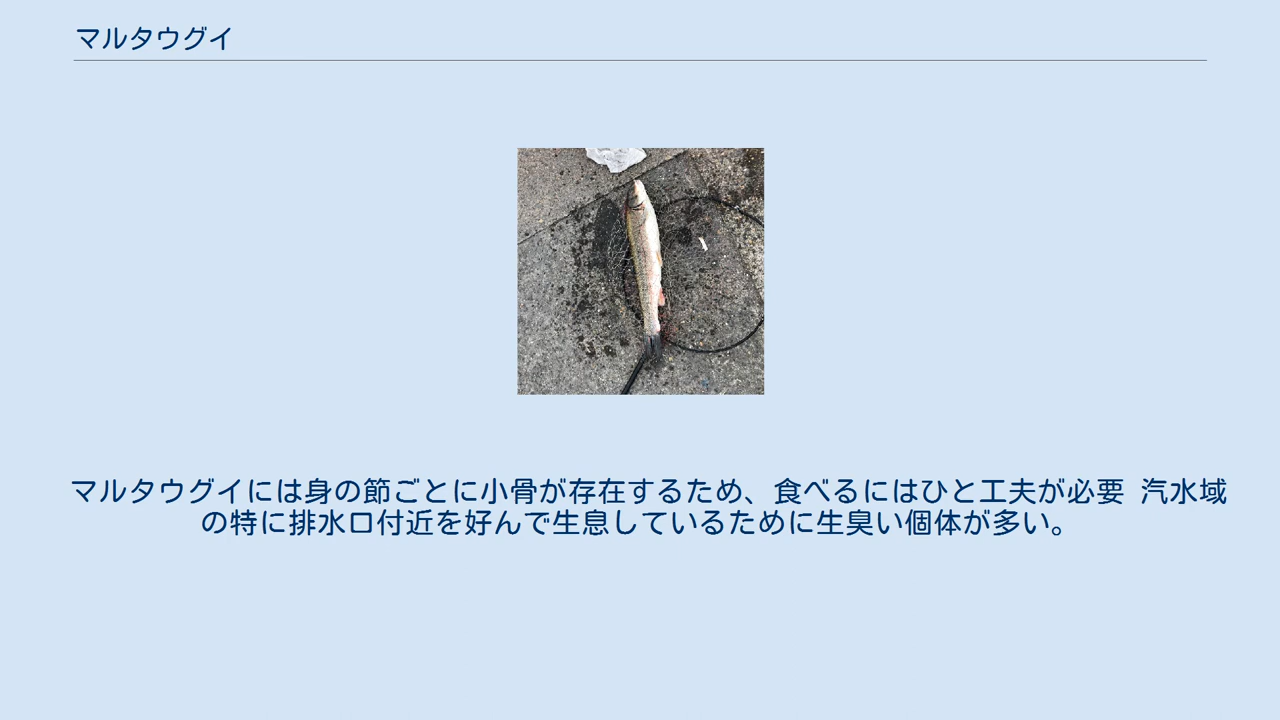 マルタウグイ
マルタウグイには身の節ごとに小骨が存在するため、食べるにはひと工夫が必要 汽水域
の特に排水口付近を好んで生息しているために生臭い個体が多い。